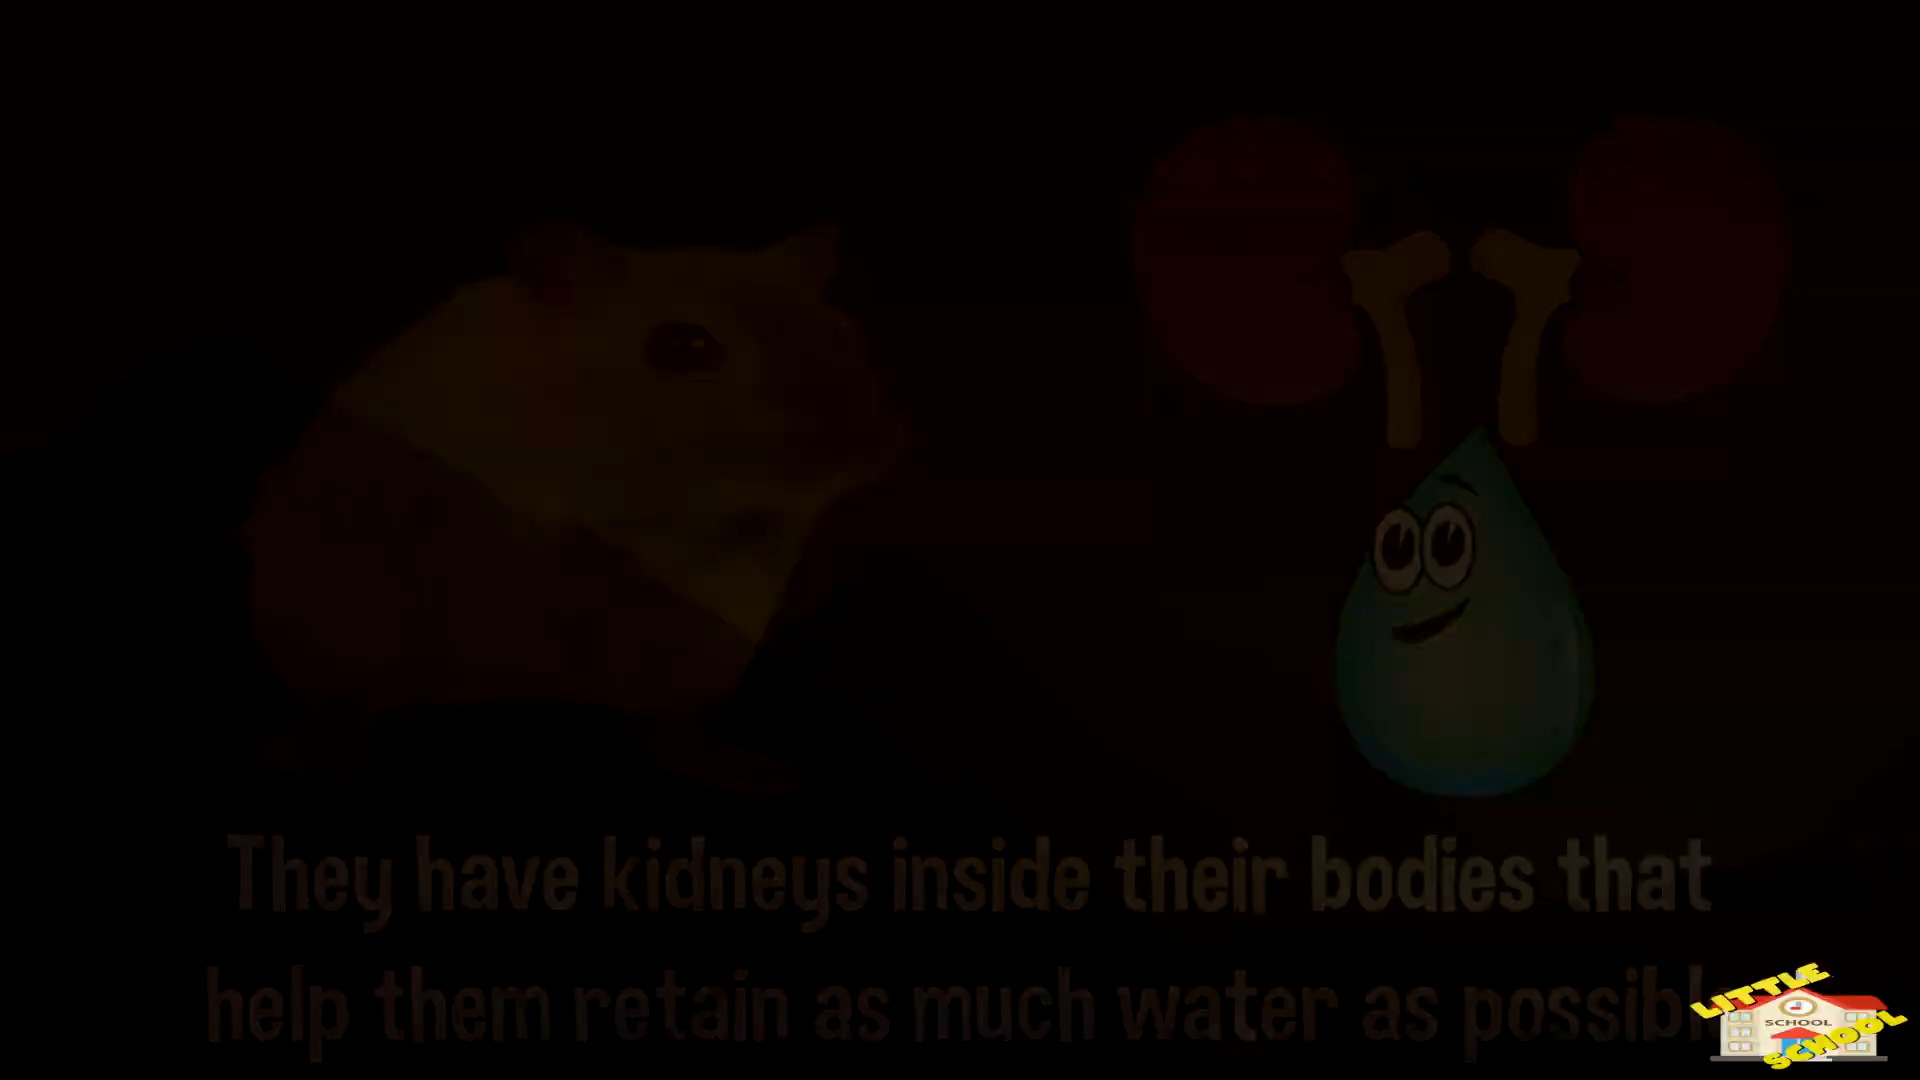 They have kidneys inside their bodies that
help them retain as much water as possibl
LITTLE
SCHOOL
SCHOOL